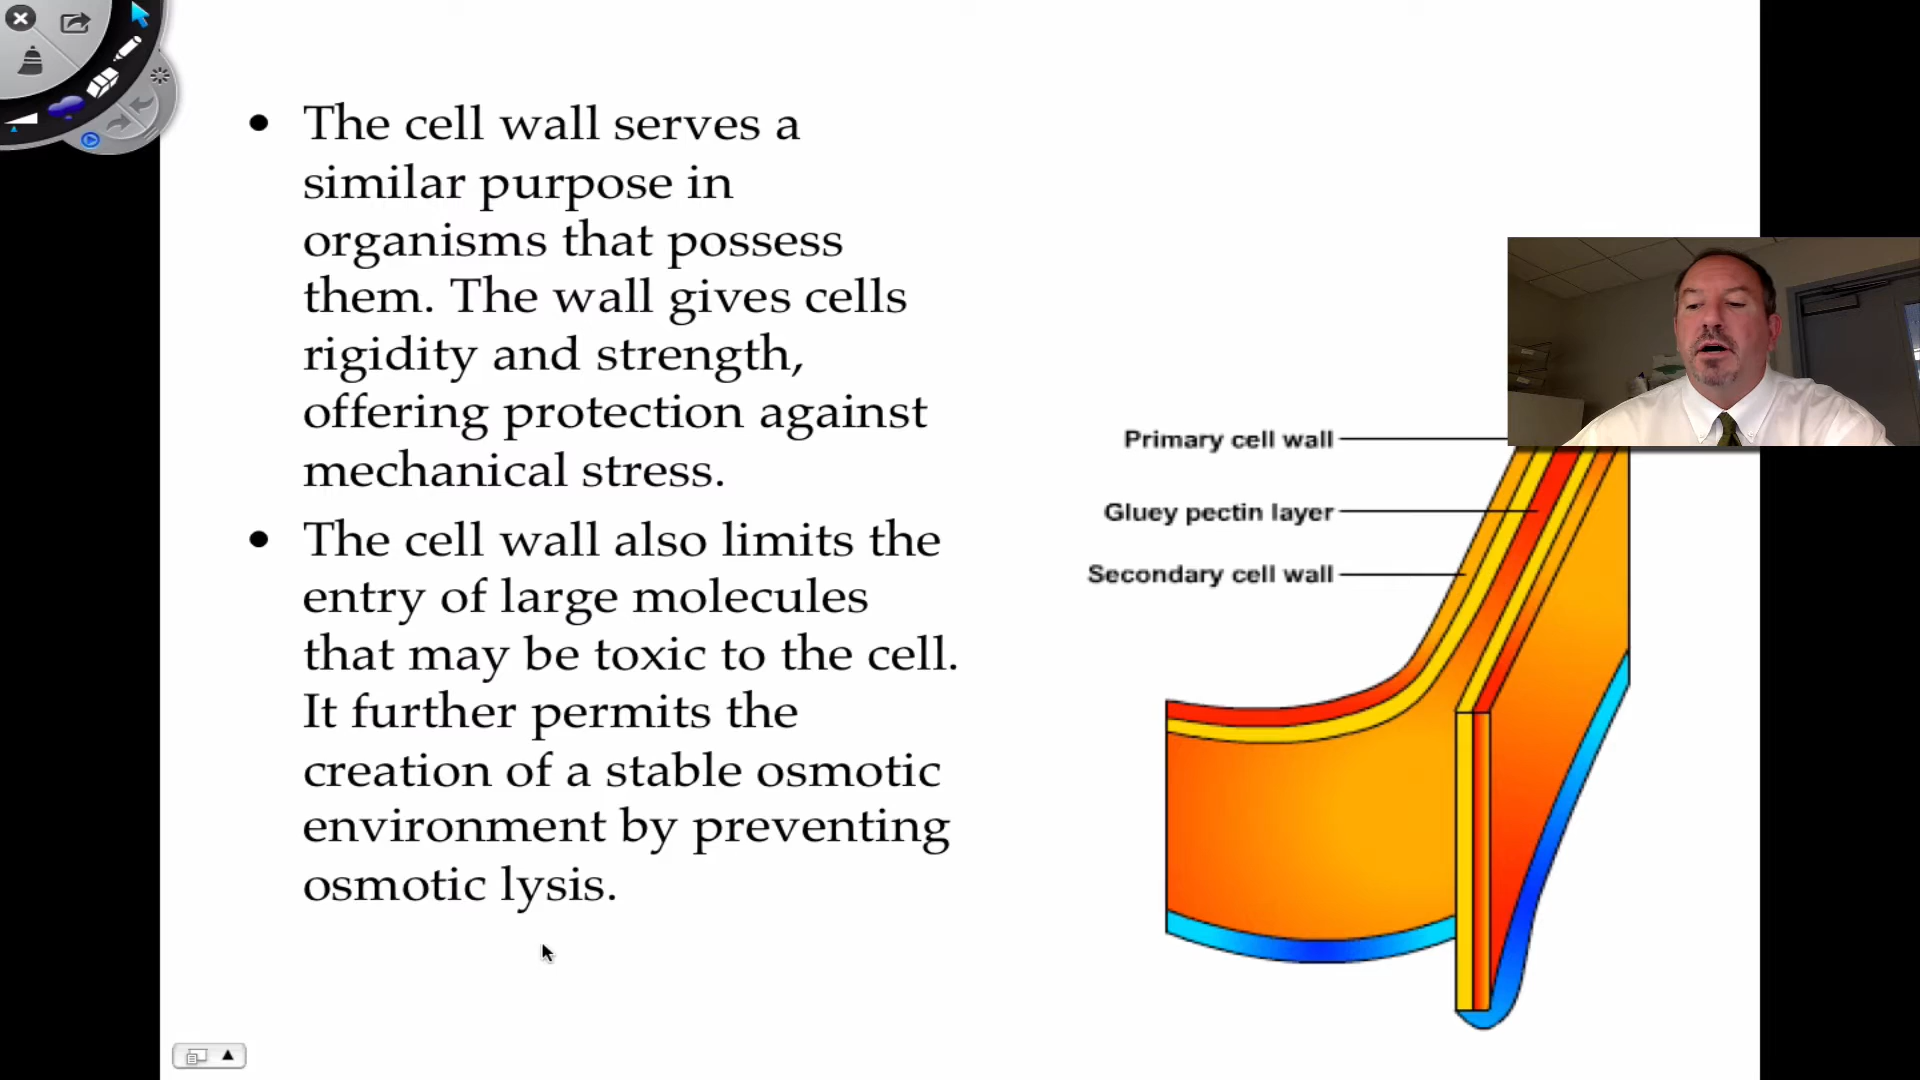 • The cell wall serves a
similar purpose in
organisms that possess
them. The wall gives cells
rigidity and strength,
offering protection against
mechanical stress.
• The cell wall also limits the
entry of large molecules
that may be toxic to the cell.
It further permits the
creation of a stable osmotic
environment by preventing
osmotic lysis.
Primary cell wall
Gluey pectin layer
Secondary cell wall